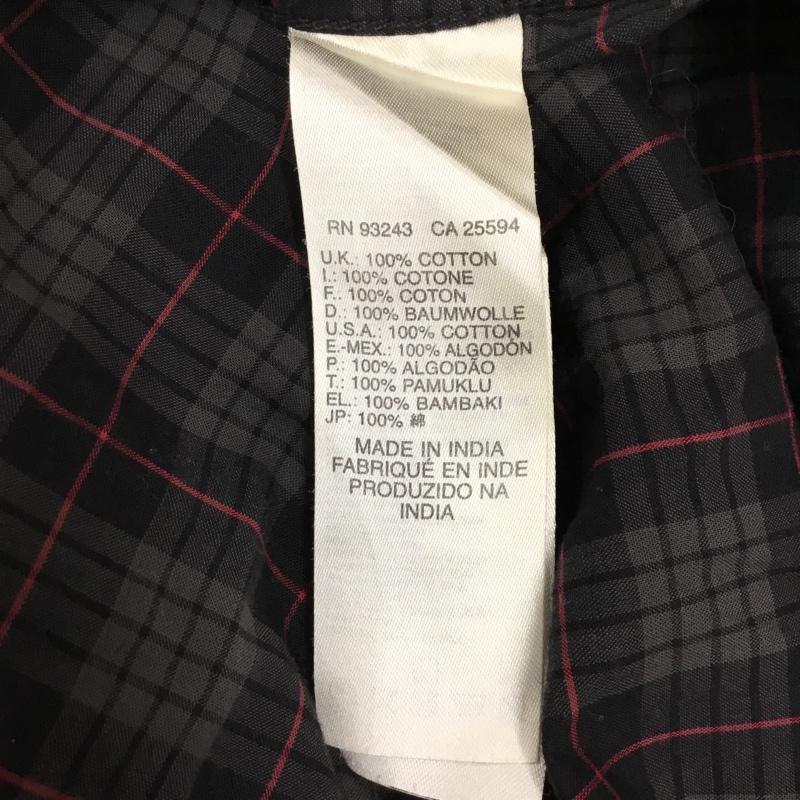 RN 93243 CA 25594
U.K.: 100% COTTON
I.: 100% COTONE
F.: 100% COTON
D.: 100% BAUMWOLLE
U.S.A.: 100% COTTON
E.-MEX.: 100% ALGODÓN
P.: 100% ALGODÃO
T.: 100% PAMUKLU
EL.: 100% BAMBAKI
JP: 100% 綿
MADE IN INDIA
FABRIQUÉ EN INDE
PRODUZIDO NA
INDIA